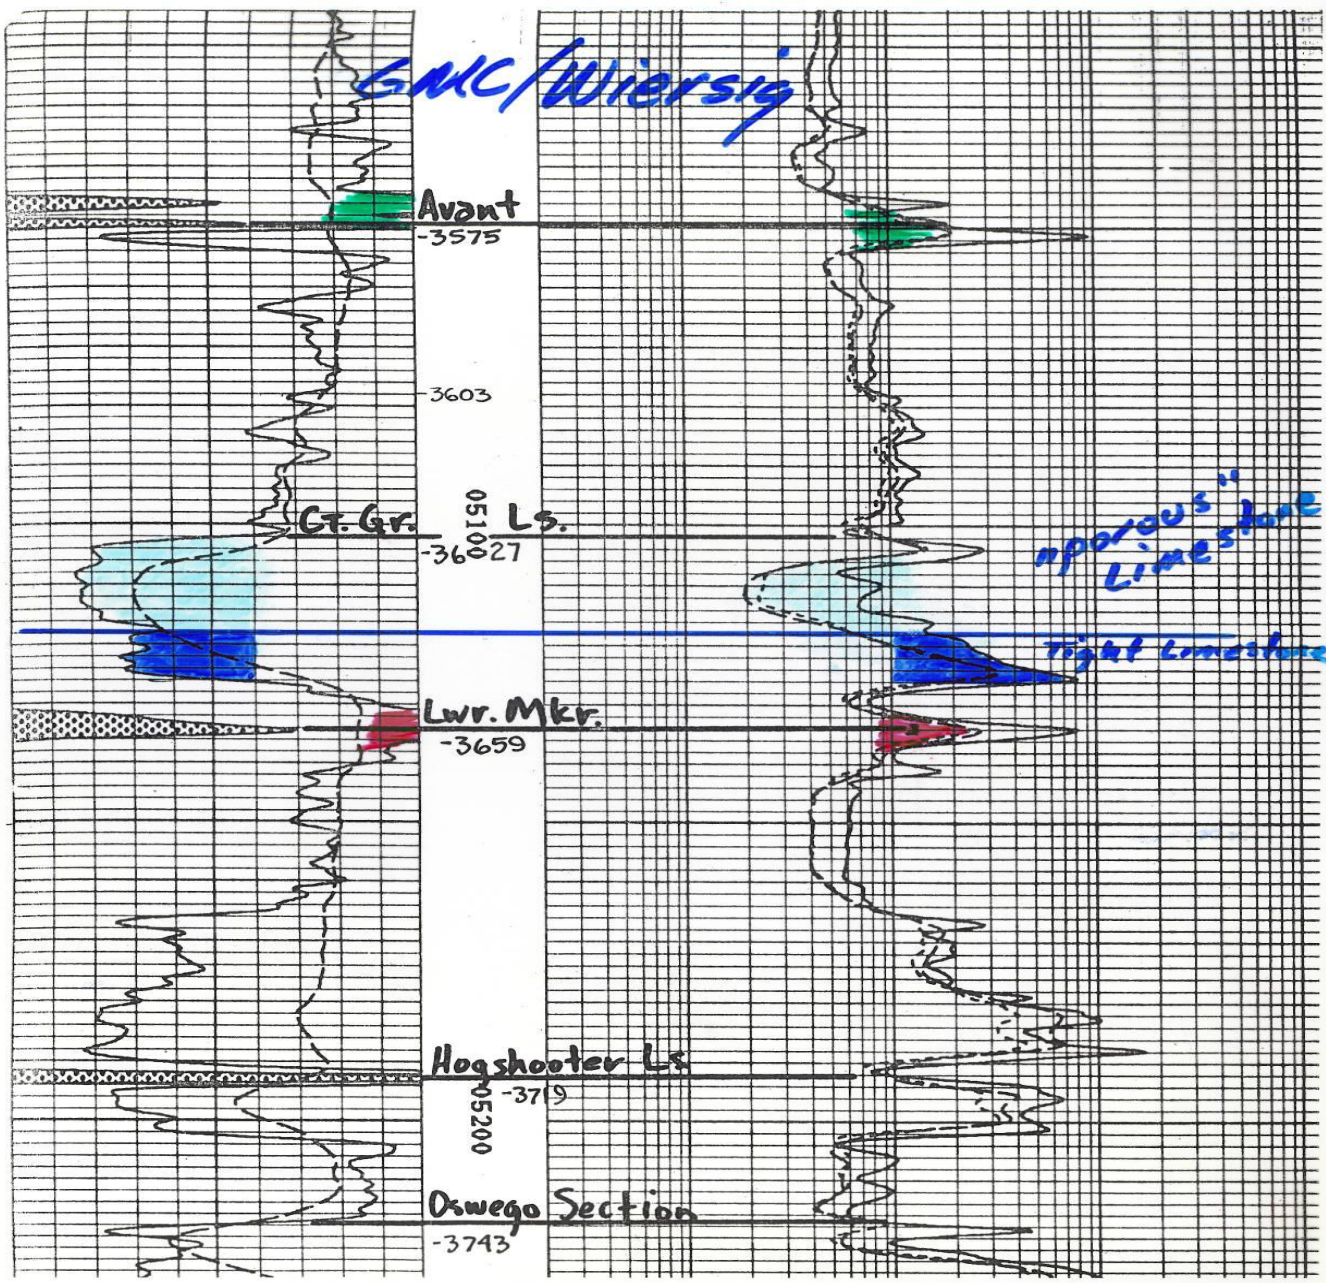 GMC/Wiersig
Avant
-3575
-3603
05100
Ct. Gr. Ls.
-3627
"porous"
Limestone
Tight Limestone
Lwr. Mkr.
-3659
Hogshooter Ls
-3719
05200
Oswego Section
-3743